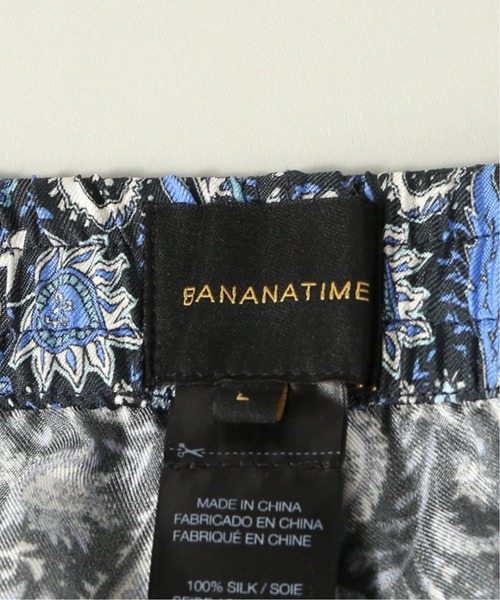 BANANATIME
L
MADE IN CHINA
FABRICADO EN CHINA
FABRIQUÉ EN CHINE
100% SILK / SOIE